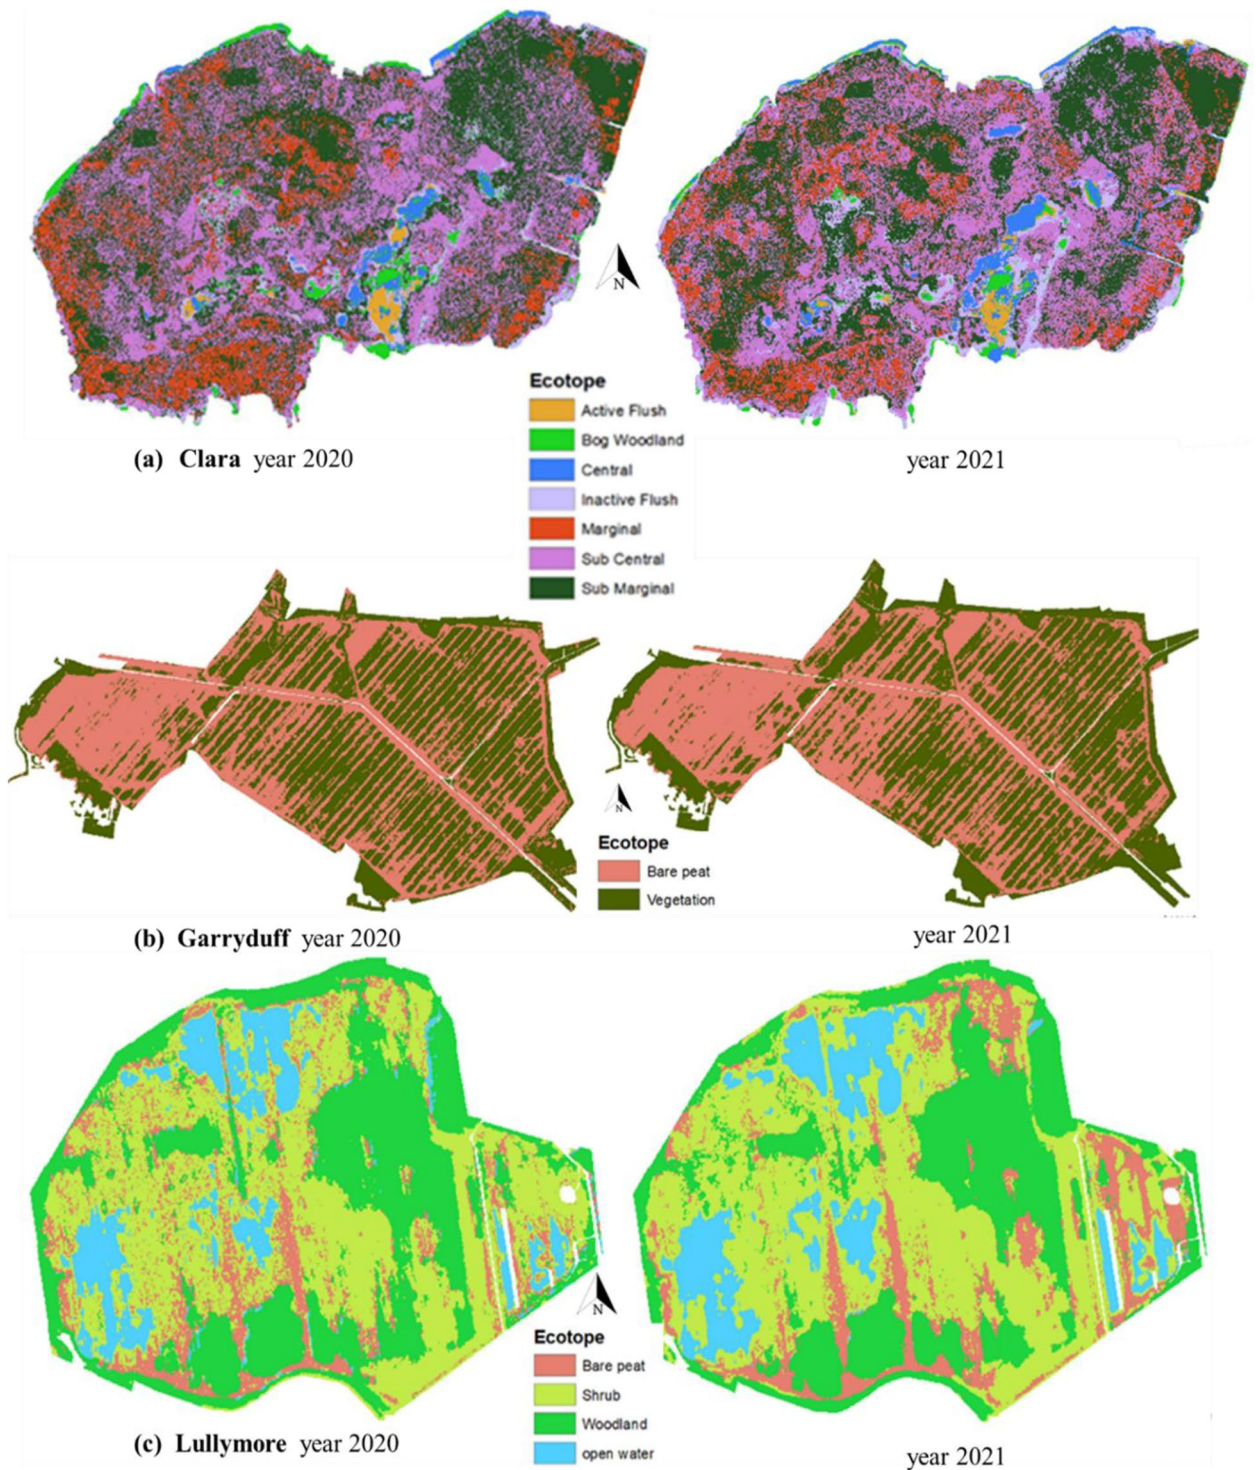 N
Ecotope
Active Flush
Bog Woodland
Central
Inactive Flush
Marginal
Sub Central
Sub Marginal
(a) Clara year 2020
year 2021
N
Ecotope
Bare peat
Vegetation
(b) Garryduff year 2020
year 2021
N
Ecotope
Bare peat
Shrub
Woodland
open water
(c) Lullymore year 2020
year 2021